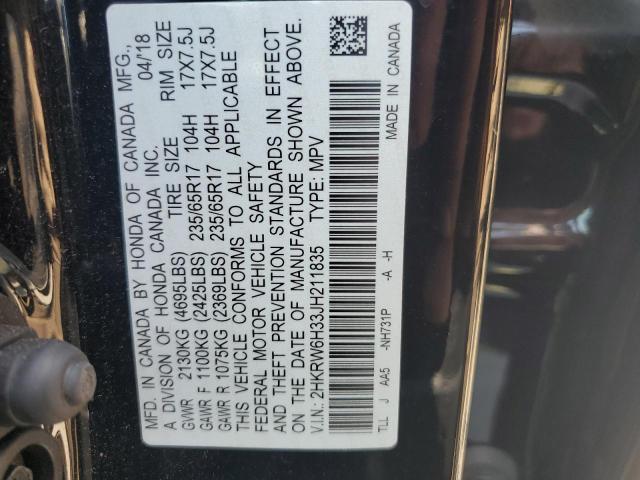 MFD. IN CANADA BY HONDA OF CANADA MFG.,
A DIVISION OF HONDA CANADA INC. 04/18
TIRE SIZE RIM SIZE
GVWR 2130KG (4695LBS)
GAWR F 1100KG (2425LBS) 235/65R17 104H 17X7.5J
GAWR R 1075KG (2369LBS) 235/65R17 104H 17X7.5J
THIS VEHICLE CONFORMS TO ALL APPLICABLE
FEDERAL MOTOR VEHICLE SAFETY
AND THEFT PREVENTION STANDARDS IN EFFECT
ON THE DATE OF MANUFACTURE SHOWN ABOVE.
V.I.N.: 2HKRW6H33JH211835 TYPE: MPV
TLL J AA5 -NH731P -A -H MADE IN CANADA